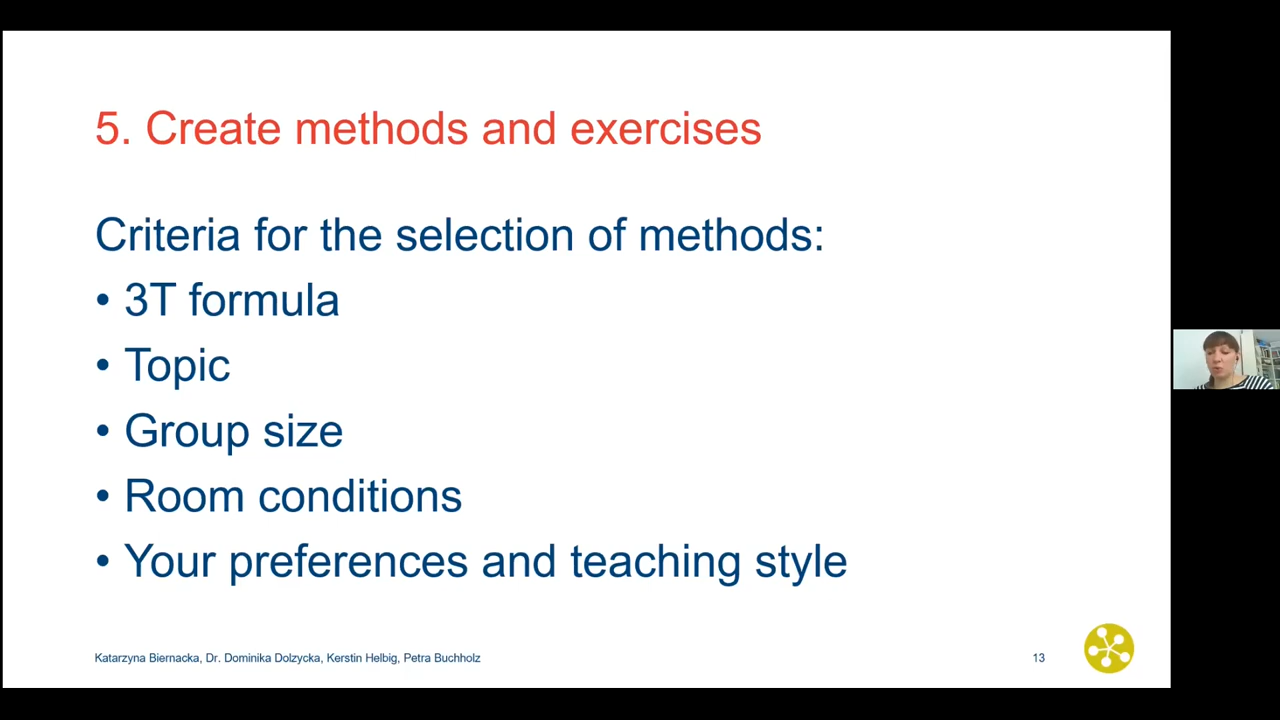 5. Create methods and exercises
Criteria for the selection of methods:
• 3T formula
• Topic
• Group size
• Room conditions
• Your preferences and teaching style
Katarzyna Biernacka, Dr. Dominika Dolzycka, Kerstin Helbig, Petra Buchholz
13